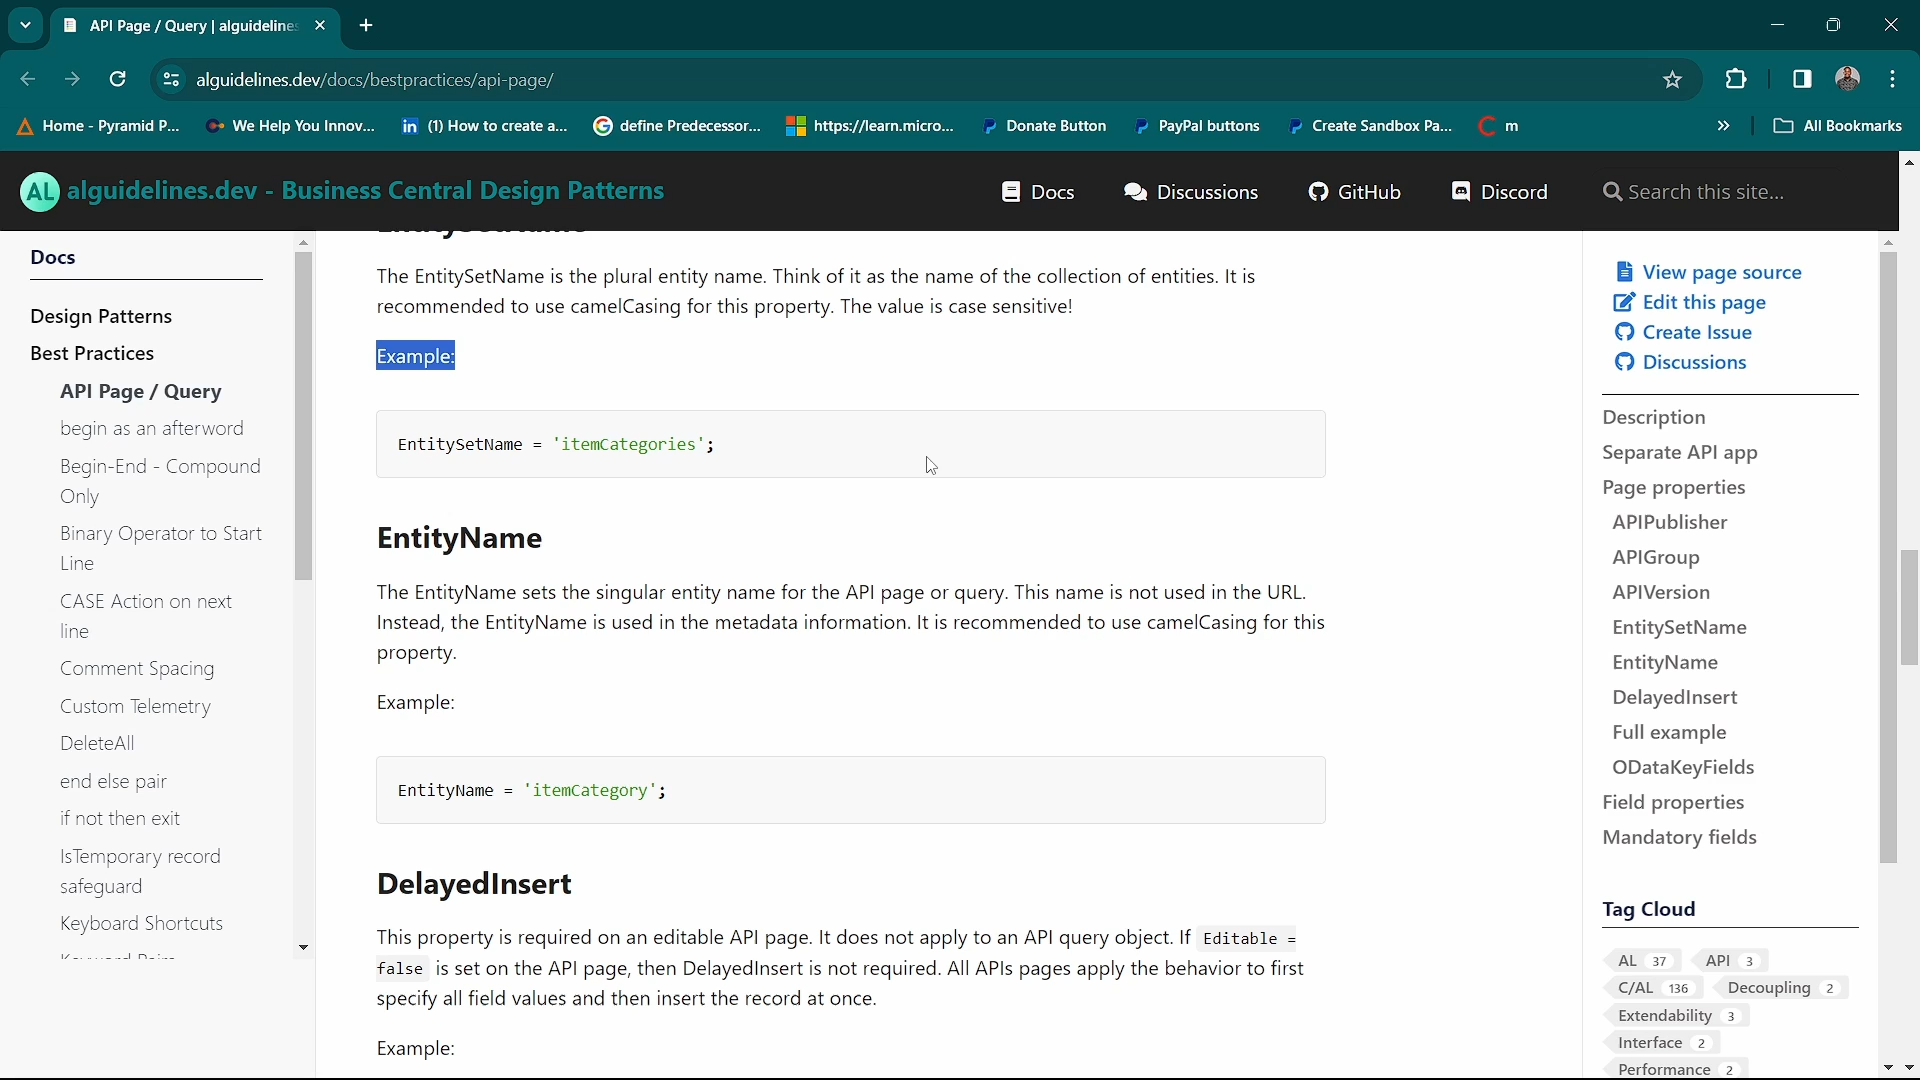 API Page / Query | alguidelines
alguidelines.dev/docs/bestpractices/api-page/
Home - Pyramid P...
We Help You Innov...
(1) How to create a...
define Predecessor...
https://learn.micro...
Donate Button
PayPal buttons
Create Sandbox Pa...
m
»
All Bookmarks
AL alguidelines.dev - Business Central Design Patterns
Docs
Discussions
GitHub
Discord
Search this site...
Docs
Design Patterns
Best Practices
API Page / Query
begin as an afterword
Begin-End - Compound
Only
Binary Operator to Start
Line
CASE Action on next
line
Comment Spacing
Custom Telemetry
DeleteAll
end else pair
if not then exit
IsTemporary record
safeguard
Keyboard Shortcuts
The EntitySetName is the plural entity name. Think of it as the name of the collection of entities. It is
recommended to use camelCasing for this property. The value is case sensitive!
Example:
EntitySetName = 'itemCategories';
EntityName
The EntityName sets the singular entity name for the API page or query. This name is not used in the URL.
Instead, the EntityName is used in the metadata information. It is recommended to use camelCasing for this
property.
Example:
EntityName = 'itemCategory';
DelayedInsert
This property is required on an editable API page. It does not apply to an API query object. If Editable =
false is set on the API page, then DelayedInsert is not required. All APIs pages apply the behavior to first
specify all field values and then insert the record at once.
Example:
View page source
Edit this page
Create Issue
Discussions
Description
Separate API app
Page properties
APIPublisher
APIGroup
APIVersion
EntitySetName
EntityName
DelayedInsert
Full example
ODataKeyFields
Field properties
Mandatory fields
Tag Cloud
AL 37 API 3
C/AL 136 Decoupling 2
Extendability 3
Interface 2
Performance 2